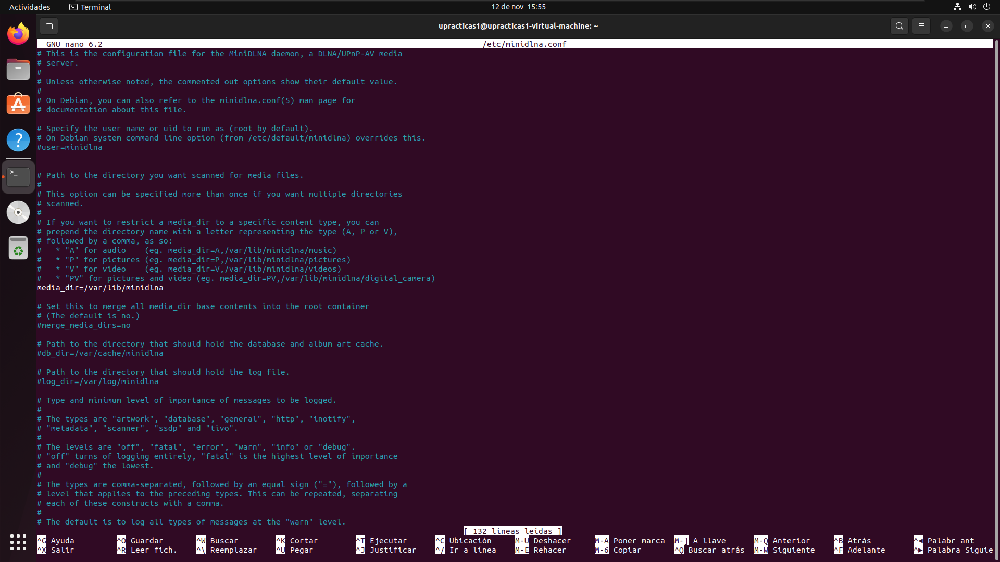 Actividades
Terminal
12 de nov 15:55
upracticas1@upracticas1-virtual-machine: ~
GNU nano 6.2 /etc/minidlna.conf
# This is the configuration file for the MiniDLNA daemon, a DLNA/UPnP-AV media
# server.
#
# Unless otherwise noted, the commented out options show their default value.
#
# On Debian, you can also refer to the minidlna.conf(5) man page for
# documentation about this file.
# Specify the user name or uid to run as (root by default).
# On Debian system command line option (from /etc/default/minidlna) overrides this.
#user=minidlna
# Path to the directory you want scanned for media files.
#
# This option can be specified more than once if you want multiple directories
# scanned.
#
# If you want to restrict a media_dir to a specific content type, you can
# prepend the directory name with a letter representing the type (A, P or V),
# followed by a comma, as so:
#   * "A" for audio    (eg. media_dir=A,/var/lib/minidlna/music)
#   * "P" for pictures (eg. media_dir=P,/var/lib/minidlna/pictures)
#   * "V" for video    (eg. media_dir=V,/var/lib/minidlna/videos)
#   * "PV" for pictures and video (eg. media_dir=PV,/var/lib/minidlna/digital_camera)
media_dir=/var/lib/minidlna
# Set this to merge all media_dir base contents into the root container
# (The default is no.)
#merge_media_dirs=no
# Path to the directory that should hold the database and album art cache.
#db_dir=/var/cache/minidlna
# Path to the directory that should hold the log file.
#log_dir=/var/log/minidlna
# Type and minimum level of importance of messages to be logged.
#
# The types are "artwork", "database", "general", "http", "inotify",
# "metadata", "scanner", "ssdp" and "tivo".
#
# The levels are "off", "fatal", "error", "warn", "info" or "debug".
# "off" turns of logging entirely, "fatal" is the highest level of importance
# and "debug" the lowest.
#
# The types are comma-separated, followed by an equal sign ("="), followed by a
# level that applies to the preceding types. This can be repeated, separating
# each of these constructs with a comma.
#
# The default is to log all types of messages at the "warn" level.
[ 132 líneas leídas ]
^G Ayuda ^O Guardar ^W Buscar ^K Cortar ^T Ejecutar ^C Ubicación M-U Deshacer M-A Poner marca M-] A llave M-Q Anterior ^B Atrás ^◀ Palabr ant
^X Salir ^R Leer fich. ^\ Reemplazar ^U Pegar ^J Justificar ^/ Ir a línea M-E Rehacer M-6 Copiar ^Q Buscar atrás M-W Siguiente ^F Adelante ^▶ Palabra Siguie